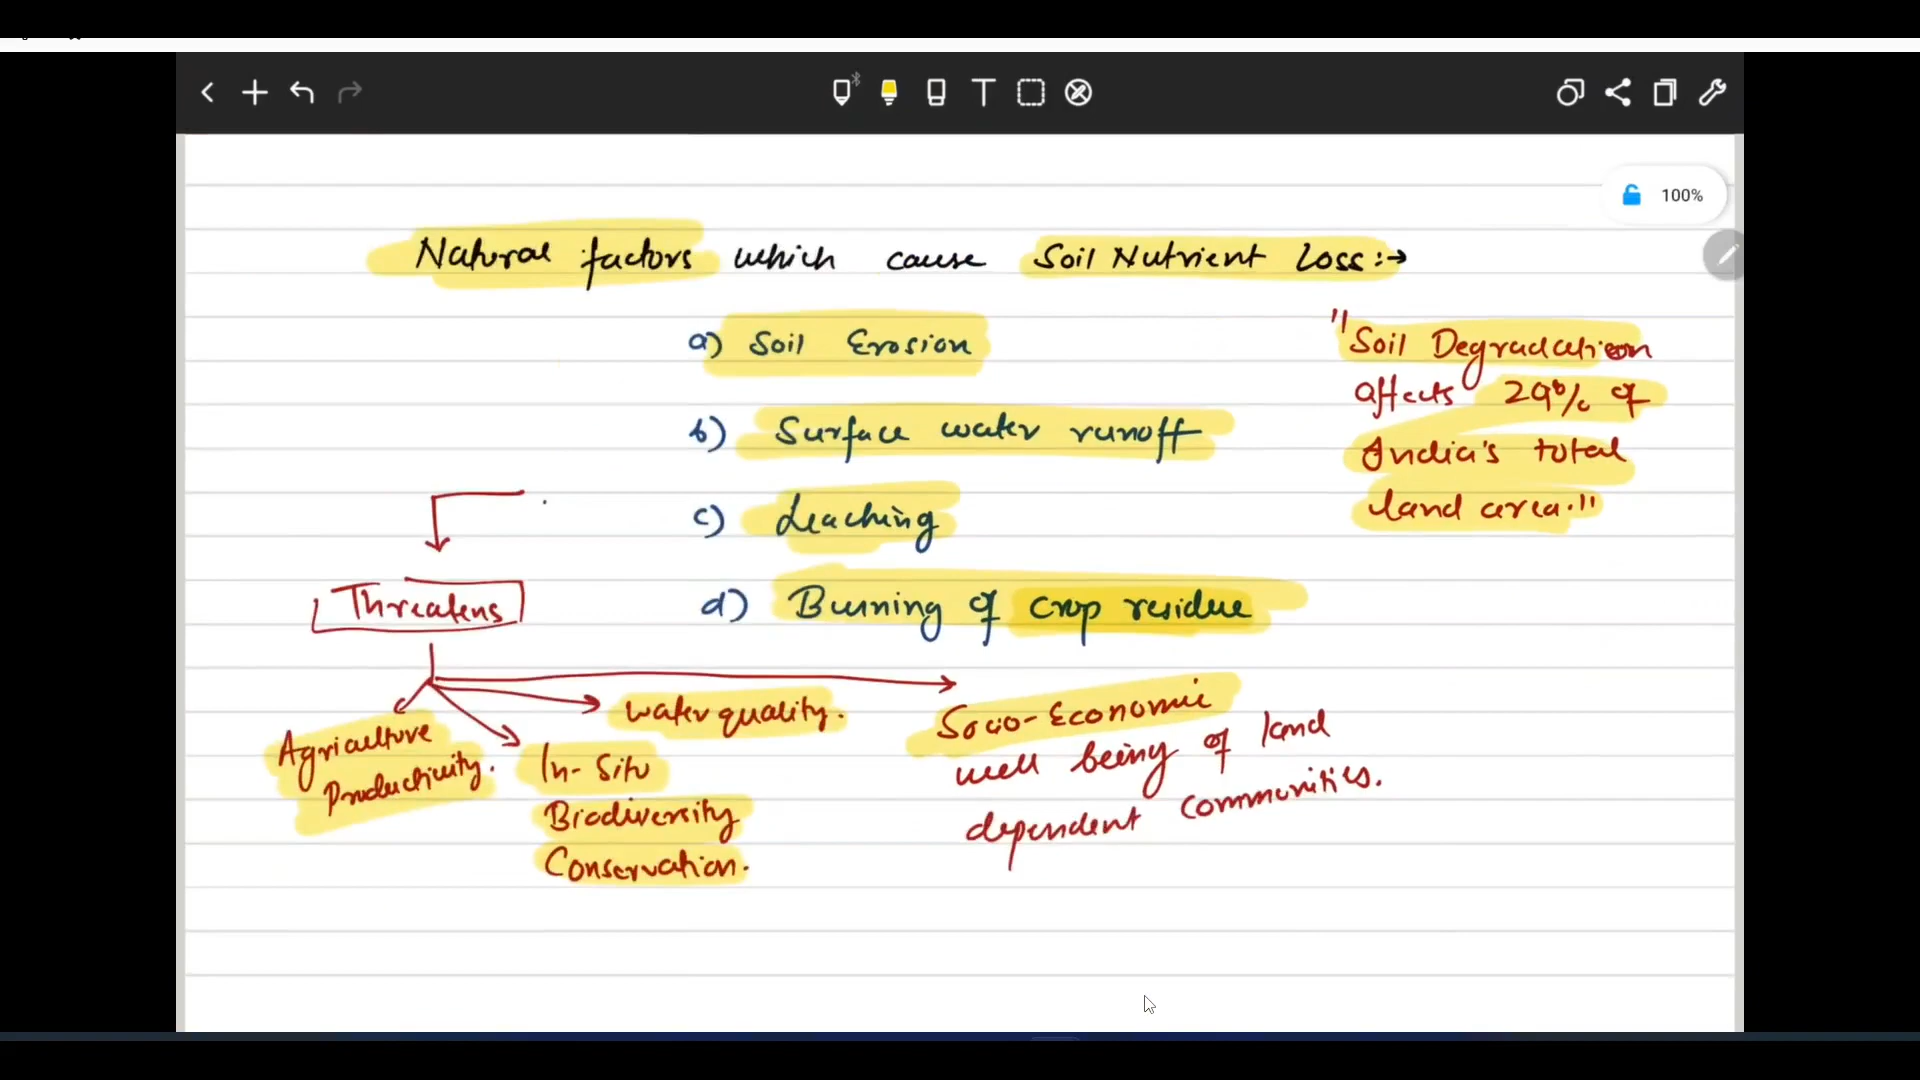 100%
Natural factors which cause Soil Nutrient Loss:→
a) Soil Erosion
b) Surface water runoff
c) Leaching
d) Burning of crop residue
"Soil Degradation
affects 29% of
India's total
land area."
Threatens
Agriculture
Productivity.
In-Situ
Biodiversity
Conservation.
water quality.
Socio-Economic
well being of land
dependent communities.